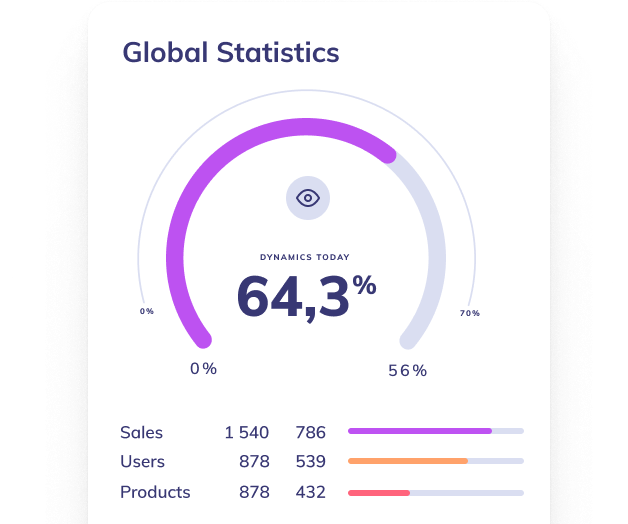 Global Statistics
DYNAMICS TODAY
64,3%
0% 70%
0% 56%
Sales 1 540 786
Users 878 539
Products 878 432